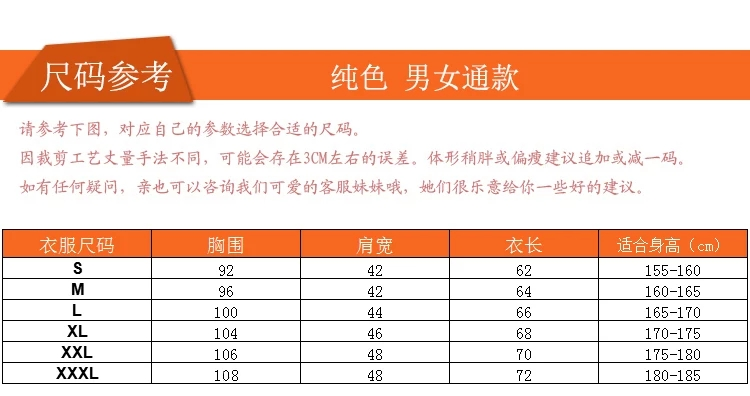 尺码参考 纯色 男女通款
请参考下图，对应自己的参数选择合适的尺码。
因裁剪工艺丈量手法不同，可能会存在3CM左右的误差。体形稍胖或偏瘦建议追加或减一码。
如有任何疑问，亲也可以咨询我们可爱的客服妹妹哦，她们很乐意给你一些好的建议。
衣服尺码 胸围 肩宽 衣长 适合身高（cm）
S 92 42 62 155-160
M 96 42 64 160-165
L 100 44 66 165-170
XL 104 46 68 170-175
XXL 106 48 70 175-180
XXXL 108 48 72 180-185